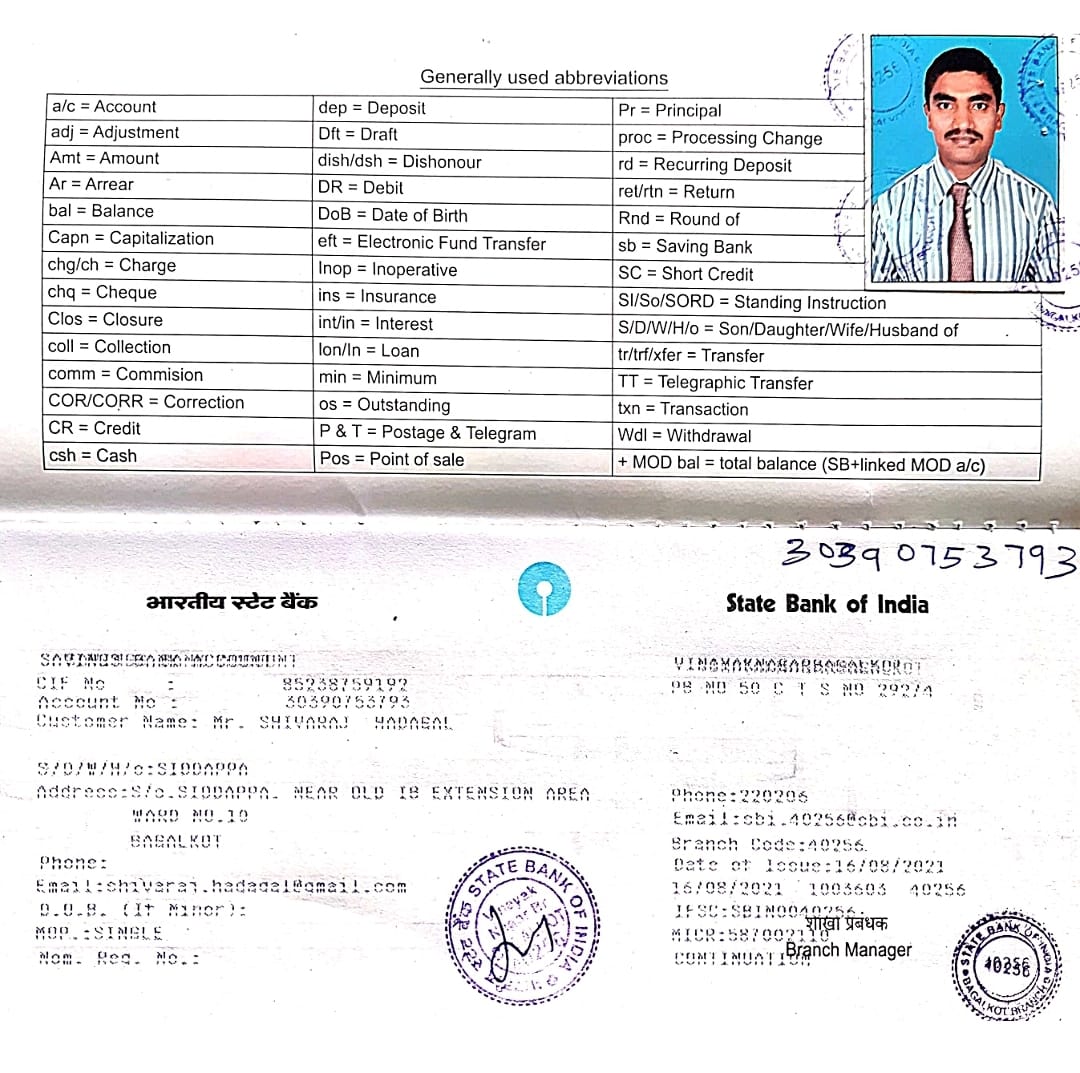 Generally used abbreviations
a/c = Account
adj = Adjustment
Amt = Amount
Ar = Arrear
bal = Balance
Capn = Capitalization
chg/ch = Charge
chq = Cheque
Clos = Closure
coll = Collection
comm = Commision
COR/CORR = Correction
CR = Credit
csh = Cash
dep = Deposit
Dft = Draft
dish/dsh = Dishonour
DR = Debit
DoB = Date of Birth
eft = Electronic Fund Transfer
Inop = Inoperative
ins = Insurance
int/in = Interest
lon/ln = Loan
min = Minimum
os = Outstanding
P & T = Postage & Telegram
Pos = Point of sale
Pr = Principal
proc = Processing Change
rd = Recurring Deposit
ret/rtn = Return
Rnd = Round of
sb = Saving Bank
SC = Short Credit
SI/So/SORD = Standing Instruction
S/D/W/H/o = Son/Daughter/Wife/Husband of
tr/trf/xfer = Transfer
TT = Telegraphic Transfer
txn = Transaction
Wdl = Withdrawal
+ MOD bal = total balance (SB+linked MOD a/c)
30390753793
भारतीय स्टेट बैंक
State Bank of India
CIF No : 85238759192
Account No : 30390753793
Customer Name: Mr. SHIVARAJ HADAGAL
S/D/W/H/o:SIDDAPPA
Address:S/o.SIDDAPPA. NEAR OLD IB EXTENSION AREA
WARD NO.10
BAGALKOT
Phone:
Email:shivaraj.hadagal@gmail.com
D.O.B. (If Minor):
MOP.:SINGLE
Nom. Reg. No.:
PB NO 50 C T S NO 292/4
Phone:220206
Email:sbi.40256@sbi.co.in
Branch Code:40256
Date of Issue:16/08/2021
16/08/2021 1003603 40256
IFSC:SBIN0040256
MICR:587002110
CONTINUATION
शाखा प्रबंधक
Branch Manager
STATE BANK OF INDIA
STATE BANK OF INDIA
40256
BAGALKOT BRANCH